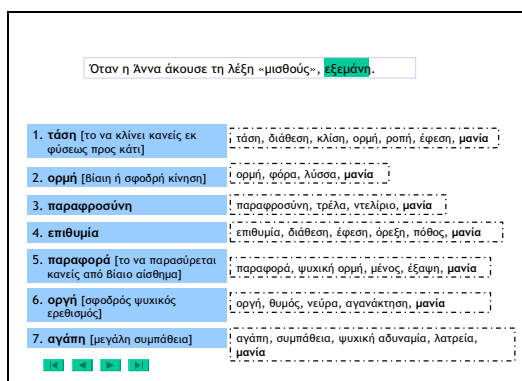 Όταν η Άννα άκουσε τη λέξη «μισθούς», εξεμάνη.
1. τάση [το να κλίνει κανείς εκ
φύσεως προς κάτι]
τάση, διάθεση, κλίση, ορμή, ροπή, έφεση, μανία
2. ορμή [βίαιη ή σφοδρή κίνηση]
ορμή, φόρα, λύσσα, μανία
3. παραφροσύνη
παραφροσύνη, τρέλα, ντελίριο, μανία
4. επιθυμία
επιθυμία, διάθεση, έφεση, όρεξη, πόθος, μανία
5. παραφορά [το να παρασύρεται
κανείς από βίαιο αίσθημα]
παραφορά, ψυχική ορμή, μένος, έξαψη, μανία
6. οργή [σφοδρός ψυχικός
ερεθισμός]
οργή, θυμός, νεύρα, αγανάκτηση, μανία
7. αγάπη [μεγάλη συμπάθεια]
αγάπη, συμπάθεια, ψυχική αδυναμία, λατρεία,
μανία